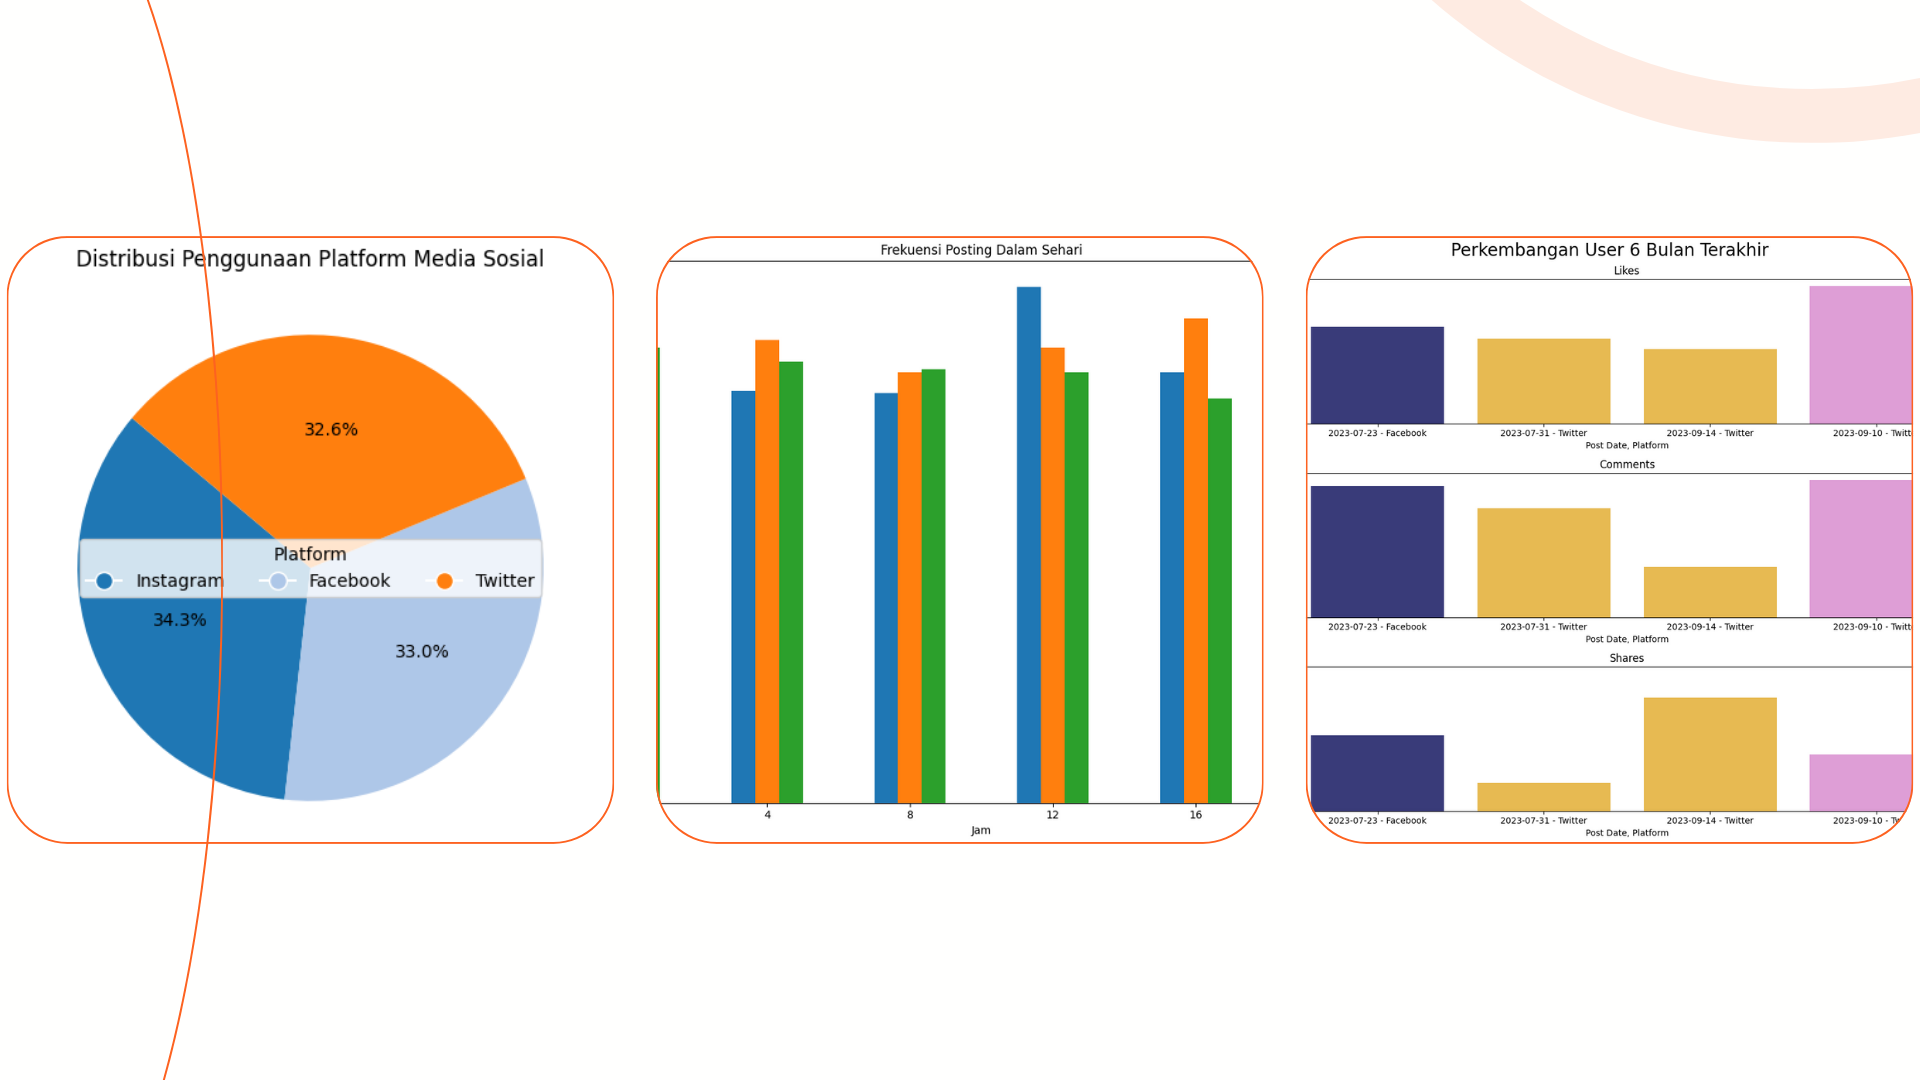 Distribusi Penggunaan Platform Media Sosial
32.6%
Platform
Instagram Facebook Twitter
34.3%
33.0%
Frekuensi Posting Dalam Sehari
4 8 12 16
Jam
Perkembangan User 6 Bulan Terakhir
Likes
2023-07-23 - Facebook 2023-07-31 - Twitter 2023-09-14 - Twitter 2023-09-10 - Twitt
Post Date, Platform
Comments
2023-07-23 - Facebook 2023-07-31 - Twitter 2023-09-14 - Twitter 2023-09-10 - Twitt
Post Date, Platform
Shares
2023-07-23 - Facebook 2023-07-31 - Twitter 2023-09-14 - Twitter 2023-09-10 - Tw
Post Date, Platform